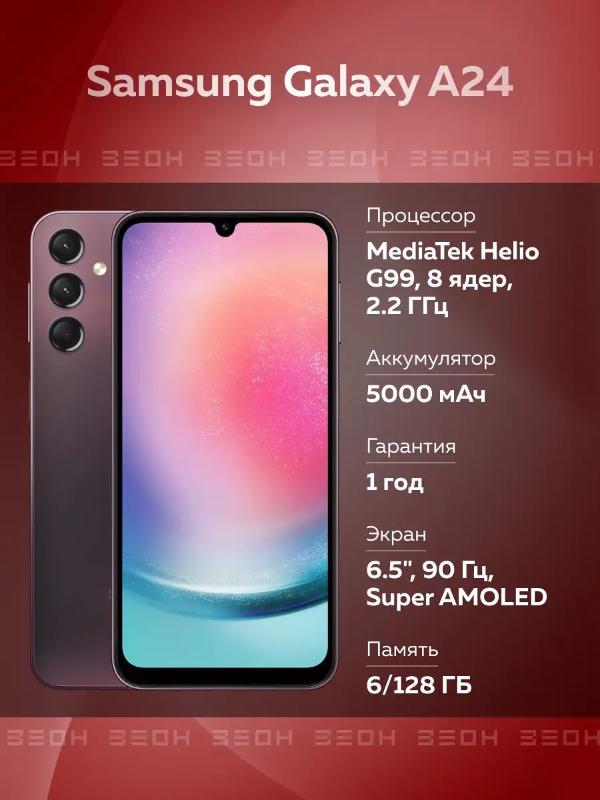 Samsung Galaxy A24
ЗЕОН ЗЕОН ЗЕОН ЗЕОН ЗЕОН ЗЕОН
Процессор
MediaTek Helio
G99, 8 ядер,
2.2 ГГц
Аккумулятор
5000 мАч
Гарантия
1 год
Экран
6.5", 90 Гц,
Super AMOLED
Память
6/128 ГБ
ЗЕОН ЗЕОН ЗЕОН ЗЕОН ЗЕОН ЗЕОН